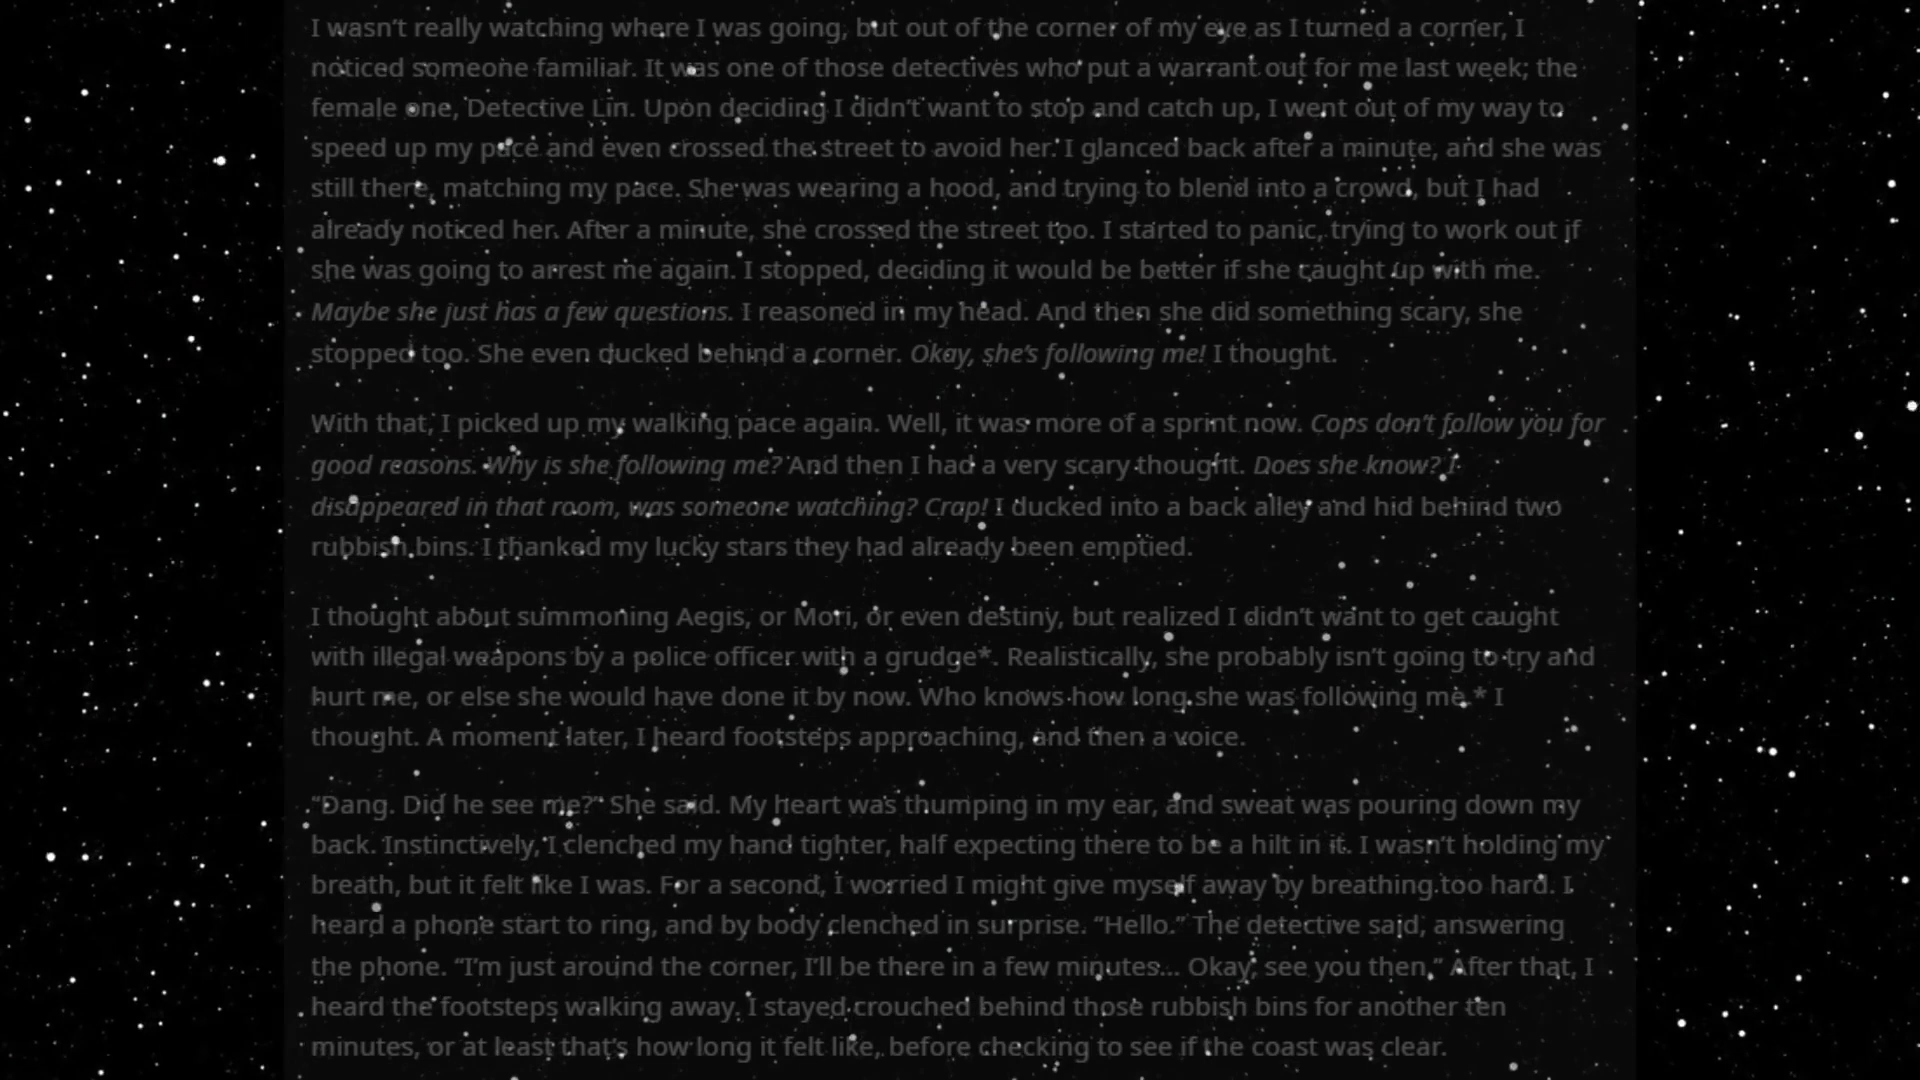 I wasn’t really watching where I was going, but out of the corner of my eye as I turned a corner, I
noticed someone familiar. It was one of those detectives who put a warrant out for me last week; the
female one, Detective Lin. Upon deciding I didn’t want to stop and catch up, I went out of my way to
speed up my pace and even crossed the street to avoid her. I glanced back after a minute, and she was
still there, matching my pace. She was wearing a hood, and trying to blend into a crowd, but I had
already noticed her. After a minute, she crossed the street too. I started to panic, trying to work out if
she was going to arrest me again. I stopped, deciding it would be better if she caught up with me.
Maybe she just has a few questions. I reasoned in my head. And then she did something scary, she
stopped too. She even ducked behind a corner. Okay, she’s following me! I thought.
With that, I picked up my walking pace again. Well, it was more of a sprint now. Cops don’t follow you for
good reasons. Why is she following me? And then I had a very scary thought. Does she know? I
disappeared in that room, was someone watching? Crap! I ducked into a back alley and hid behind two
rubbish bins. I thanked my lucky stars they had already been emptied.
I thought about summoning Aegis, or Mori, or even destiny, but realized I didn’t want to get caught
with illegal weapons by a police officer with a grudge*. Realistically, she probably isn’t going to try and
hurt me, or else she would have done it by now. Who knows how long she was following me.* I
thought. A moment later, I heard footsteps approaching, and then a voice.
“Dang. Did he see me?” She said. My heart was thumping in my ear, and sweat was pouring down my
back. Instinctively, I clenched my hand tighter, half expecting there to be a hilt in it. I wasn’t holding my
breath, but it felt like I was. For a second, I worried I might give myself away by breathing too hard. I
heard a phone start to ring, and by body clenched in surprise. “Hello.” The detective said, answering
the phone. “I’m just around the corner, I’ll be there in a few minutes... Okay, see you then.” After that, I
heard the footsteps walking away. I stayed crouched behind those rubbish bins for another ten
minutes, or at least that’s how long it felt like, before checking to see if the coast was clear.